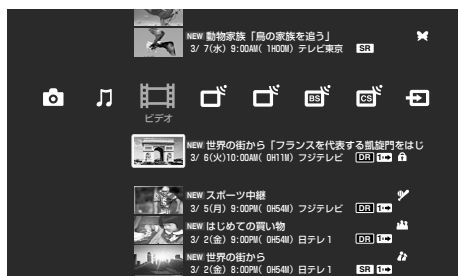 NEW 動物家族「鳥の家族を追う」
3/ 7(水) 9:00AM( 1H00M) テレビ東京 SR
BS CS
ビデオ
NEW 世界の街から「フランスを代表する凱旋門をはじ
3/ 6(火)10:00AM( 0H11M) フジテレビ DR 1
NEW スポーツ中継
3/ 5(月) 9:00PM( 0H54M) フジテレビ DR 1
NEW はじめての買い物
3/ 2(金) 9:00PM( 0H54M) 日テレ1 DR 1
NEW 世界の街から
3/ 2(金) 8:00PM( 0H54M) 日テレ1 SR 1